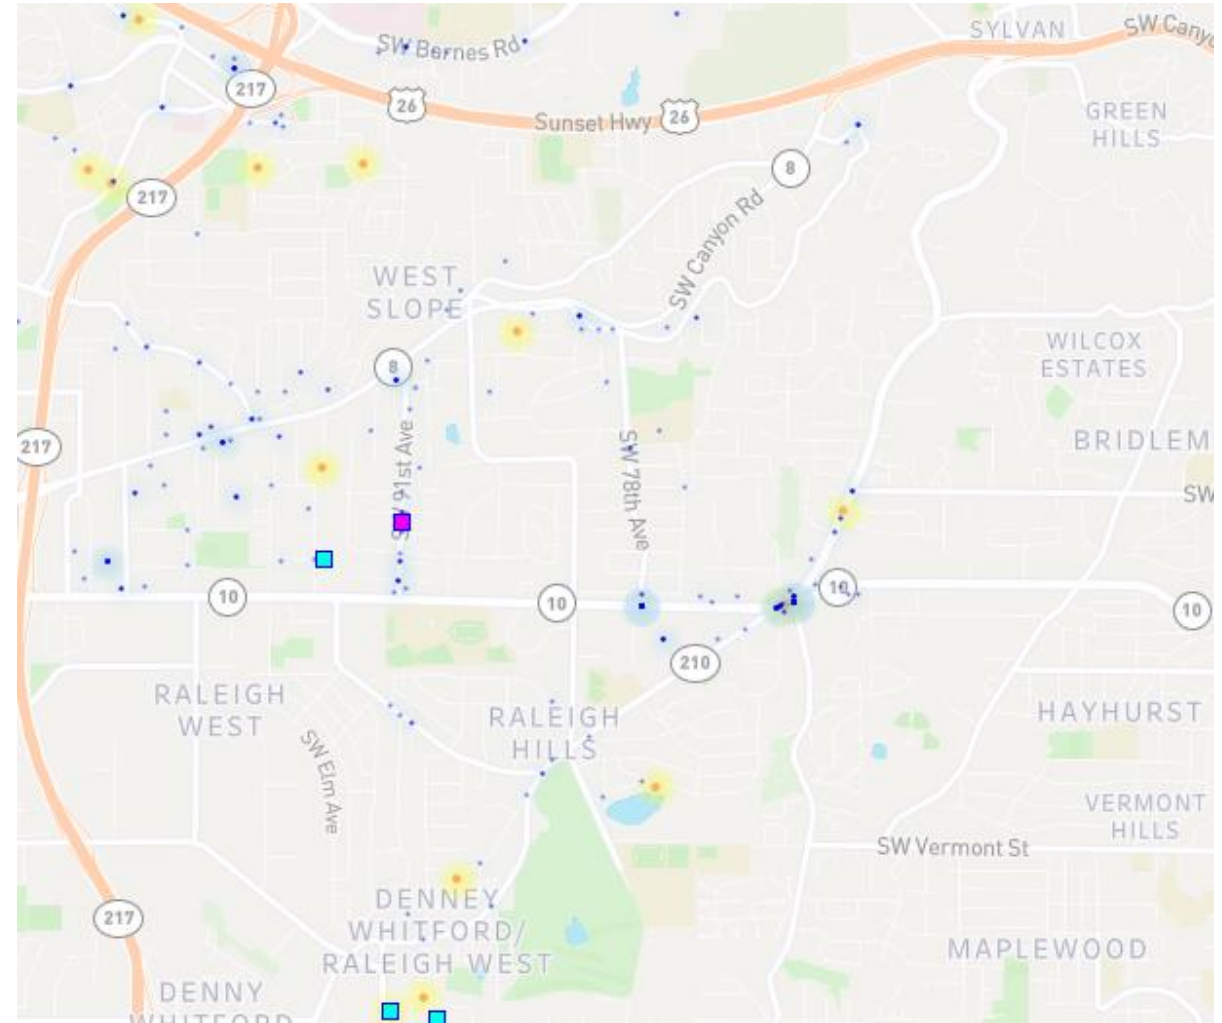 SW Barnes Rd
SYLVAN
SW Canyo
217
26
Sunset Hwy
26
GREEN
HILLS
8
217
SW Canyon Rd
WEST
SLOPE
8
WILCOX
ESTATES
217
SW 91st Ave
SW 78th Ave
BRIDLEM
SW
10
10
10
10
210
RALEIGH
WEST
RALEIGH
HILLS
HAYHURST
SW Elm Ave
VERMONT
HILLS
SW Vermont St
217
DENNEY
WHITFORD/
RALEIGH WEST
MAPLEWOOD
DENNY
WHITFORD